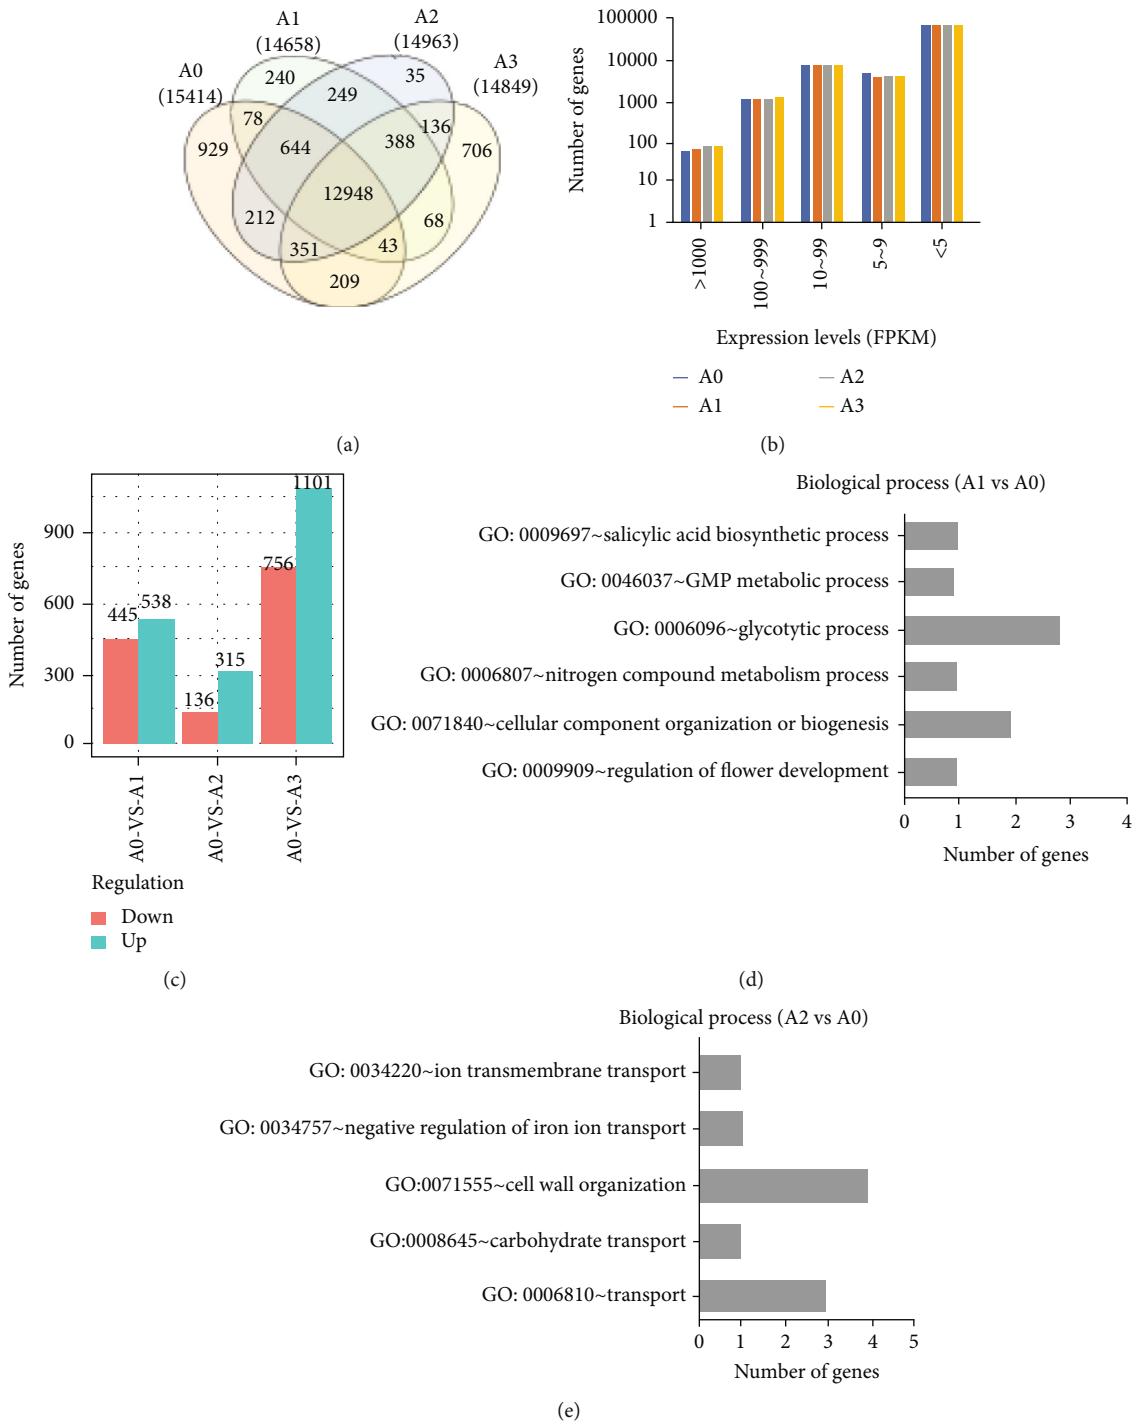 A0
(15414)
A1
(14658)
A2
(14963)
A3
(14849)
240
35
249
78
136
929
644
388
706
12948
212
68
351
43
209
(a)
Number of genes
100000
10000
1000
100
10
1
>1000
100~999
10~99
5~9
<5
Expression levels (FPKM)
A0
A2
A1
A3
(b)
Number of genes
900
600
300
0
445
538
136
315
756
1101
A0-VS-A1
A0-VS-A2
A0-VS-A3
Regulation
Down
Up
(c)
Biological process (A1 vs A0)
GO: 0009697~salicylic acid biosynthetic process
GO: 0046037~GMP metabolic process
GO: 0006096~glycotytic process
GO: 0006807~nitrogen compound metabolism process
GO: 0071840~cellular component organization or biogenesis
GO: 0009909~regulation of flower development
0 1 2 3 4
Number of genes
(d)
Biological process (A2 vs A0)
GO: 0034220~ion transmembrane transport
GO: 0034757~negative regulation of iron ion transport
GO:0071555~cell wall organization
GO:0008645~carbohydrate transport
GO: 0006810~transport
0 1 2 3 4 5
Number of genes
(e)